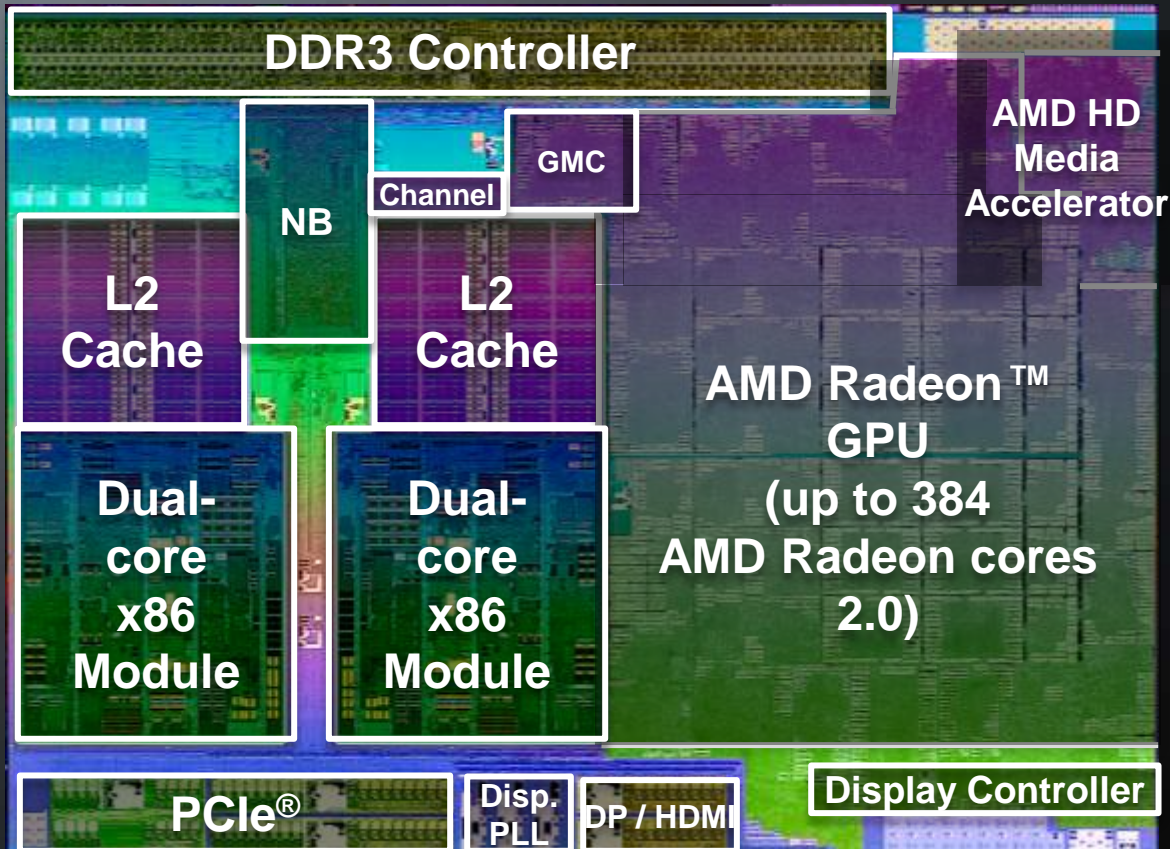 DDR3 Controller
AMD HD
Media
Accelerator
GMC
Channel
NB
L2
Cache
L2
Cache
AMD Radeon™
GPU
(up to 384
AMD Radeon cores
2.0)
Dual-
core
x86
Module
Dual-
core
x86
Module
PCIe®
Disp.
PLL
DP / HDMI
Display Controller